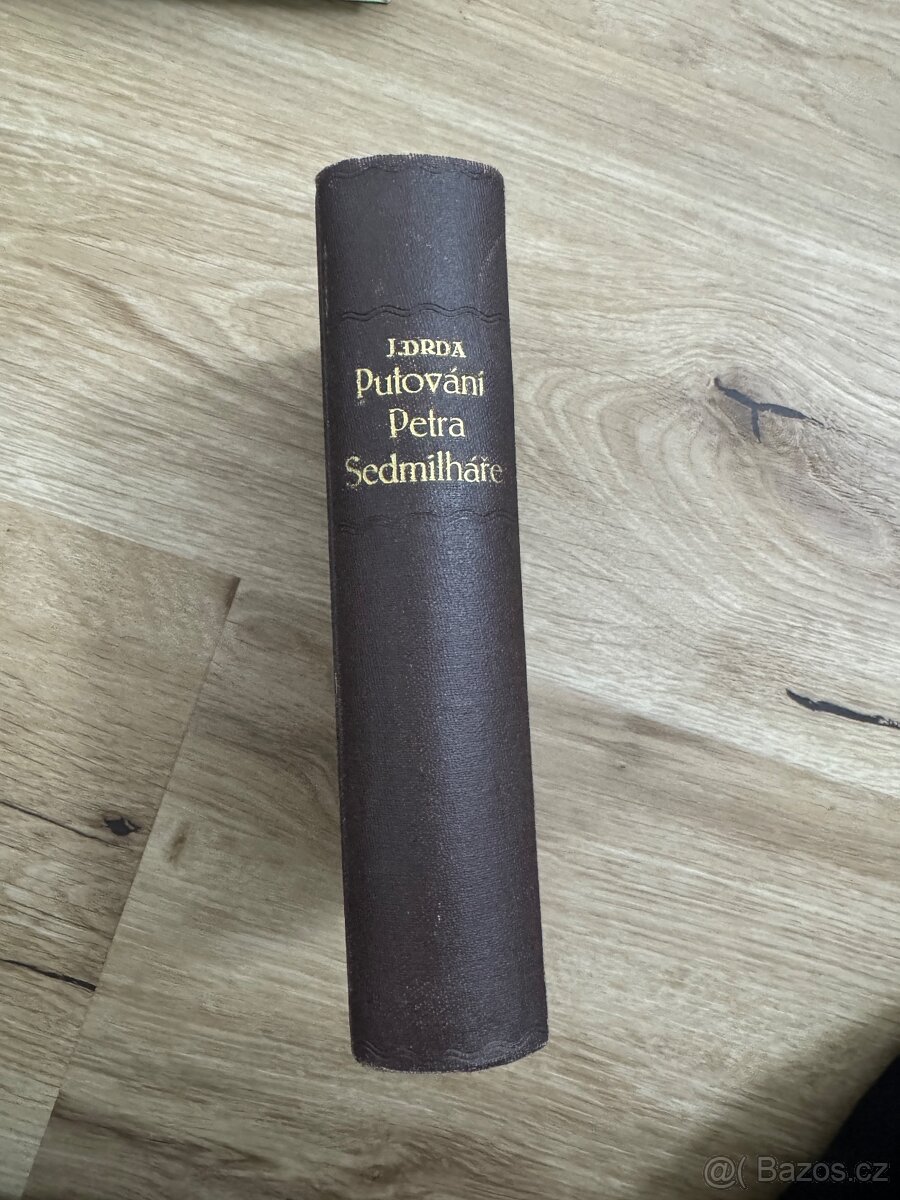 J. DRDA
Putování
Petra
Sedmilháře
@( Bazos.cz